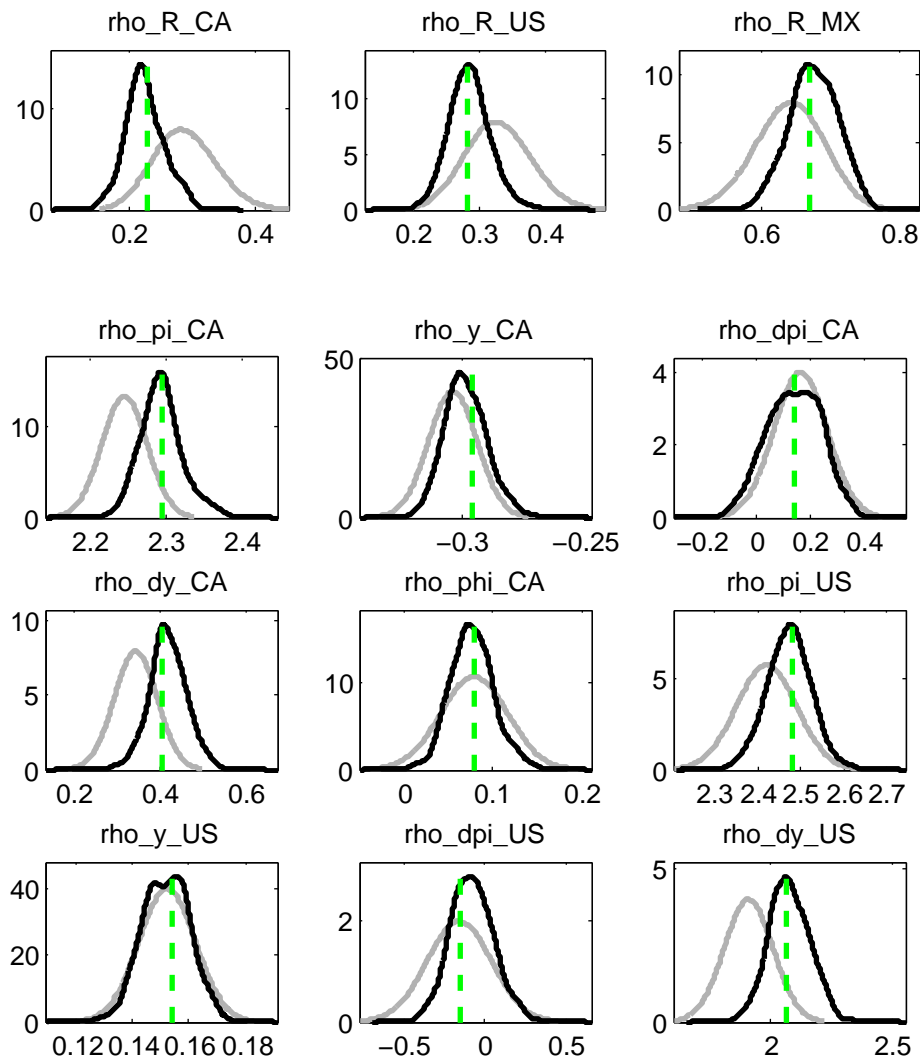 rho_R_CA rho_R_US rho_R_MX
10 15 10
10
5 5
0 0 0
0.2 0.4 0.2 0.3 0.4 0.6 0.8
rho_pi_CA rho_y_CA rho_dpi_CA
50 4
10
2
0 0 0
2.2 2.3 2.4 −0.3 −0.25 −0.2 0 0.2 0.4
rho_dy_CA rho_phi_CA rho_pi_US
10
10
5 5
0 0 0
0.2 0.4 0.6 0 0.1 0.2 2.3 2.4 2.5 2.6 2.7
rho_y_US rho_dpi_US rho_dy_US
40 5
2
20
0 0 0
0.12 0.14 0.16 0.18 −0.5 0 0.5 2 2.5